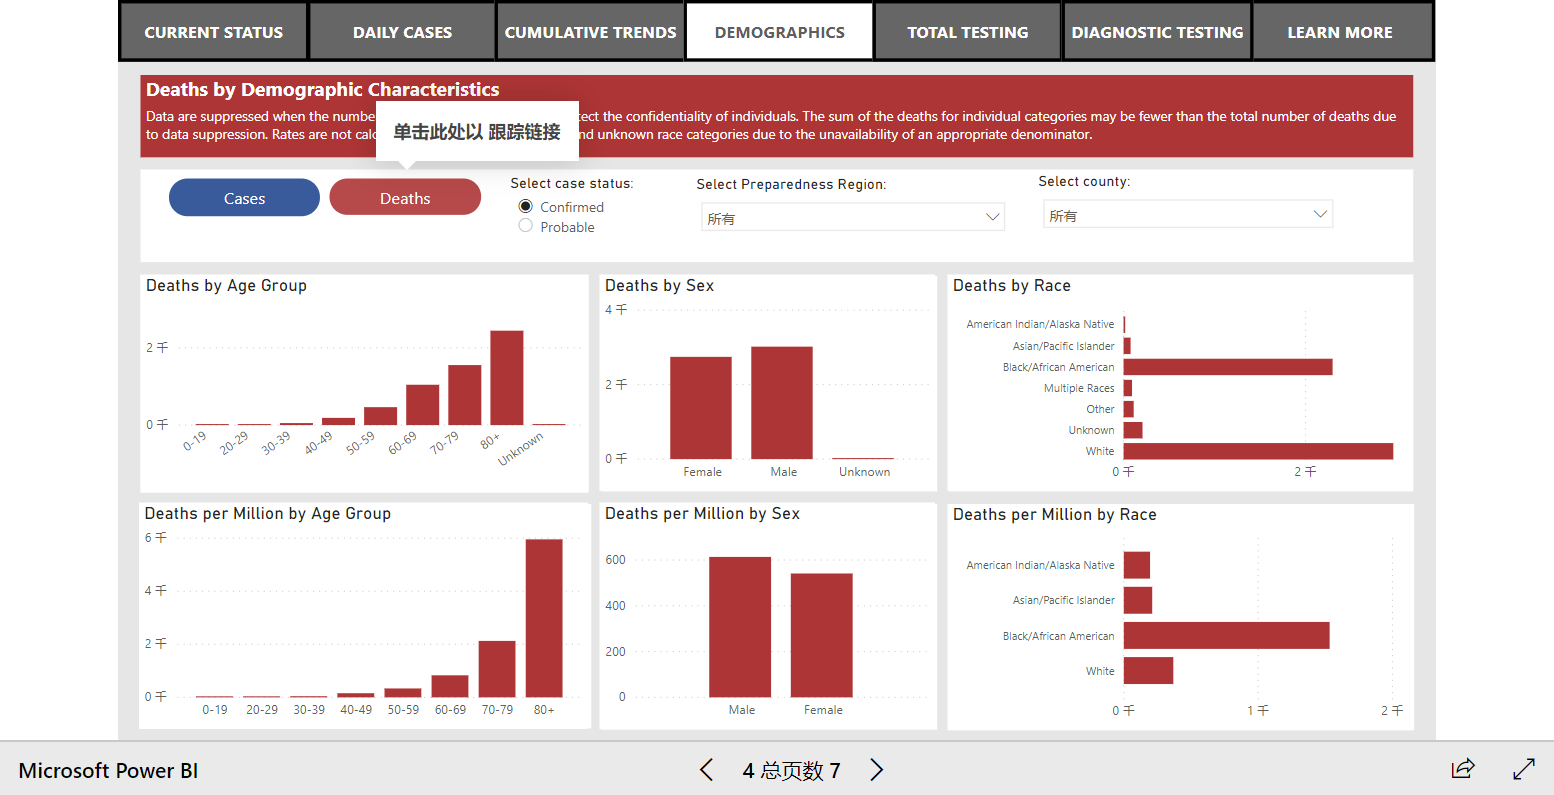 CURRENT STATUS
DAILY CASES
CUMULATIVE TRENDS
DEMOGRAPHICS
TOTAL TESTING
DIAGNOSTIC TESTING
LEARN MORE
Deaths by Demographic Characteristics
Data are suppressed when the numbe
tect the confidentiality of individuals. The sum of the deaths for individual categories may be fewer than the total number of deaths due
to data suppression. Rates are not calc
nd unknown race categories due to the unavailability of an appropriate denominator.
单击此处以 跟踪链接
Cases
Deaths
Select case status:
Confirmed
Probable
Select Preparedness Region:
所有
Select county:
所有
Deaths by Age Group
2 千
0 千
0-19
20-29
30-39
40-49
50-59
60-69
70-79
80+
Unknown
Deaths by Sex
4 千
2 千
0 千
Female
Male
Unknown
Deaths by Race
American Indian/Alaska Native
Asian/Pacific Islander
Black/African American
Multiple Races
Other
Unknown
White
0 千
2 千
Deaths per Million by Age Group
6 千
4 千
2 千
0 千
0-19
20-29
30-39
40-49
50-59
60-69
70-79
80+
Deaths per Million by Sex
600
400
200
0
Male
Female
Deaths per Million by Race
American Indian/Alaska Native
Asian/Pacific Islander
Black/African American
White
0 千
1 千
2 千
Microsoft Power BI
4 总页数 7